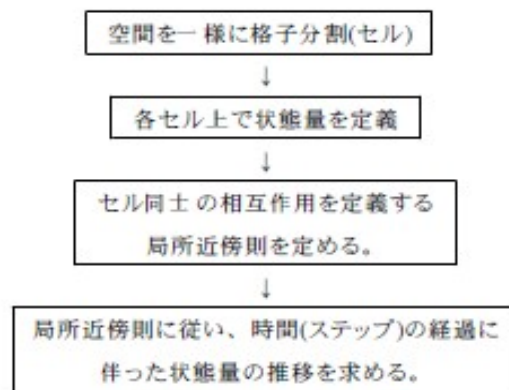 空間を一様に格子分割(セル)
↓
各セル上で状態量を定義
↓
セル同士の相互作用を定義する
局所近傍則を定める。
↓
局所近傍則に従い、時間(ステップ)の経過に
伴った状態量の推移を求める。